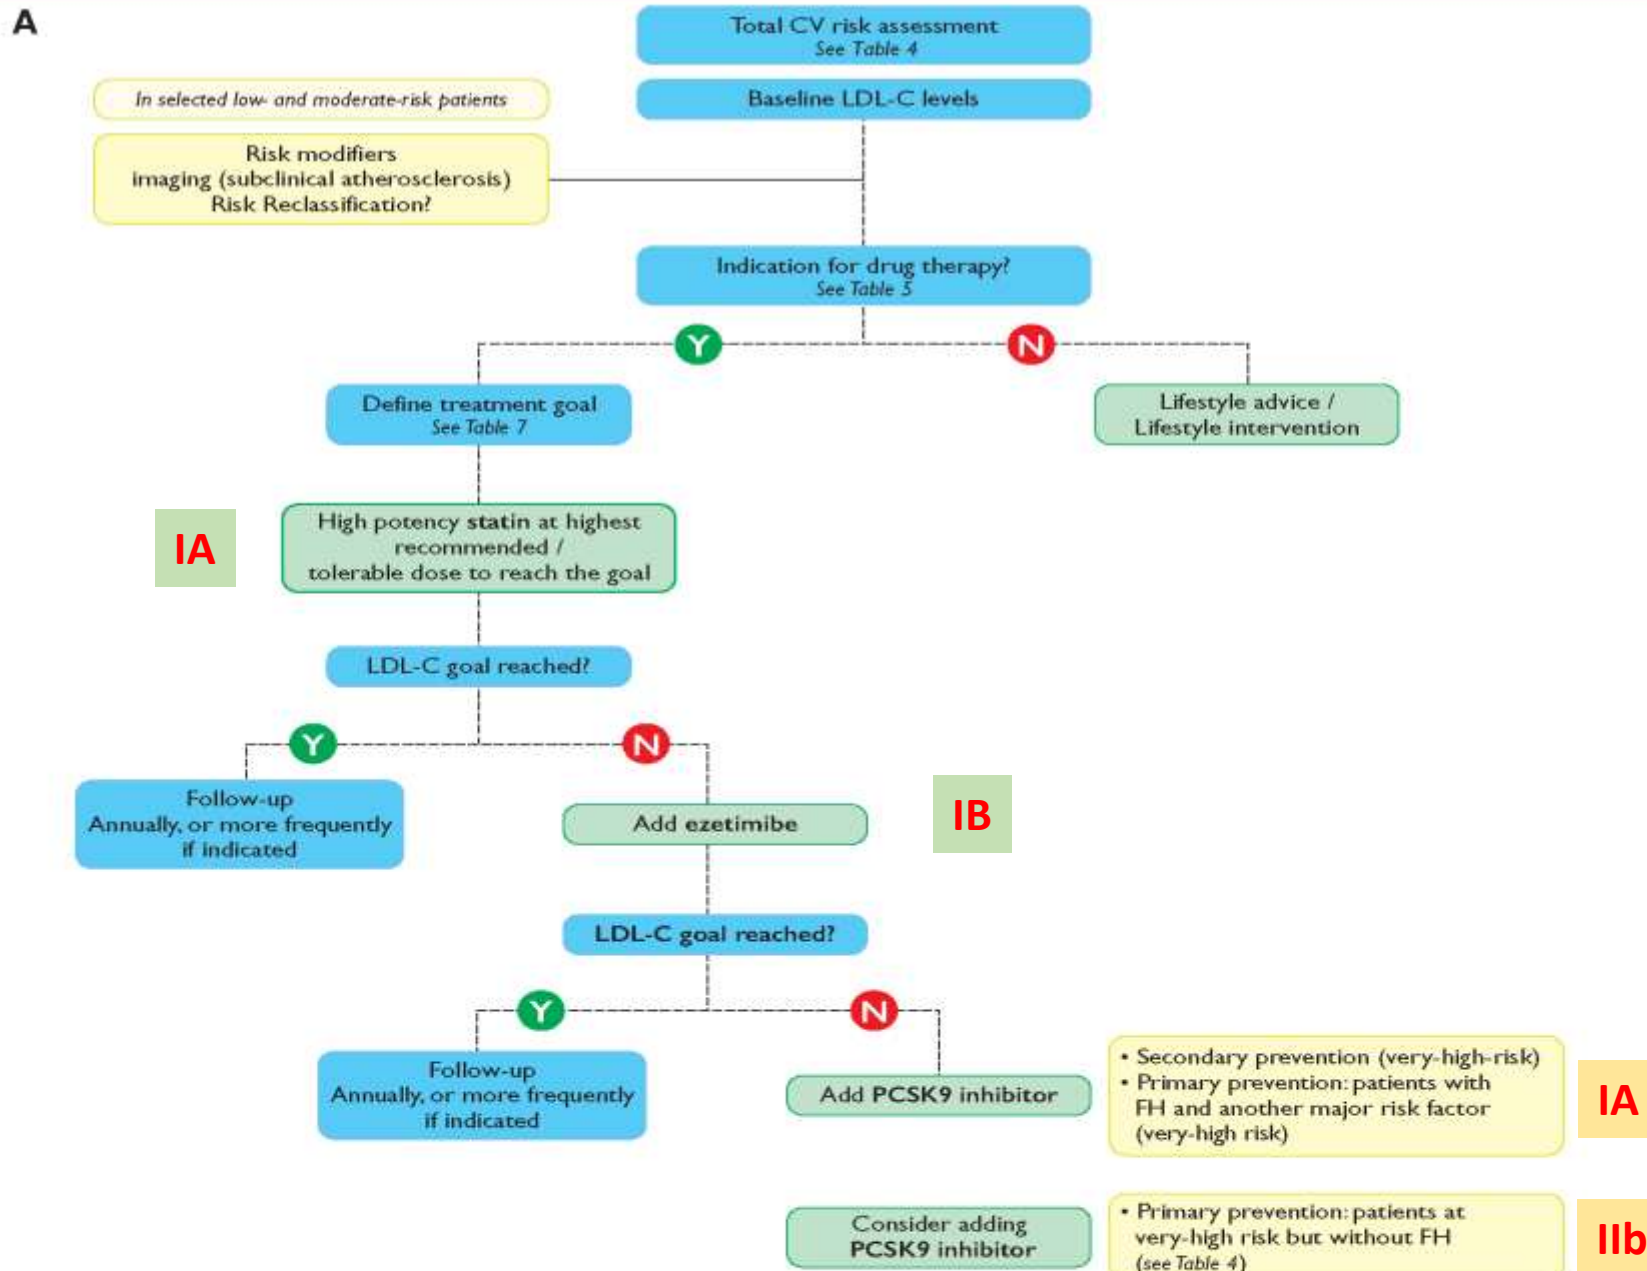 A
Total CV risk assessment
See Table 4
In selected low- and moderate-risk patients
Baseline LDL-C levels
Risk modifiers
imaging (subclinical atherosclerosis)
Risk Reclassification?
Indication for drug therapy?
See Table 5
Y
N
Define treatment goal
See Table 7
Lifestyle advice /
Lifestyle intervention
IA
High potency statin at highest
recommended /
tolerable dose to reach the goal
LDL-C goal reached?
Y
N
Follow-up
Annually, or more frequently
if indicated
Add ezetimibe
IB
LDL-C goal reached?
Y
N
Follow-up
Annually, or more frequently
if indicated
Add PCSK9 inhibitor
• Secondary prevention (very-high-risk)
• Primary prevention: patients with
FH and another major risk factor
(very-high risk)
IA
Consider adding
PCSK9 inhibitor
• Primary prevention: patients at
very-high risk but without FH
(see Table 4)
IIb